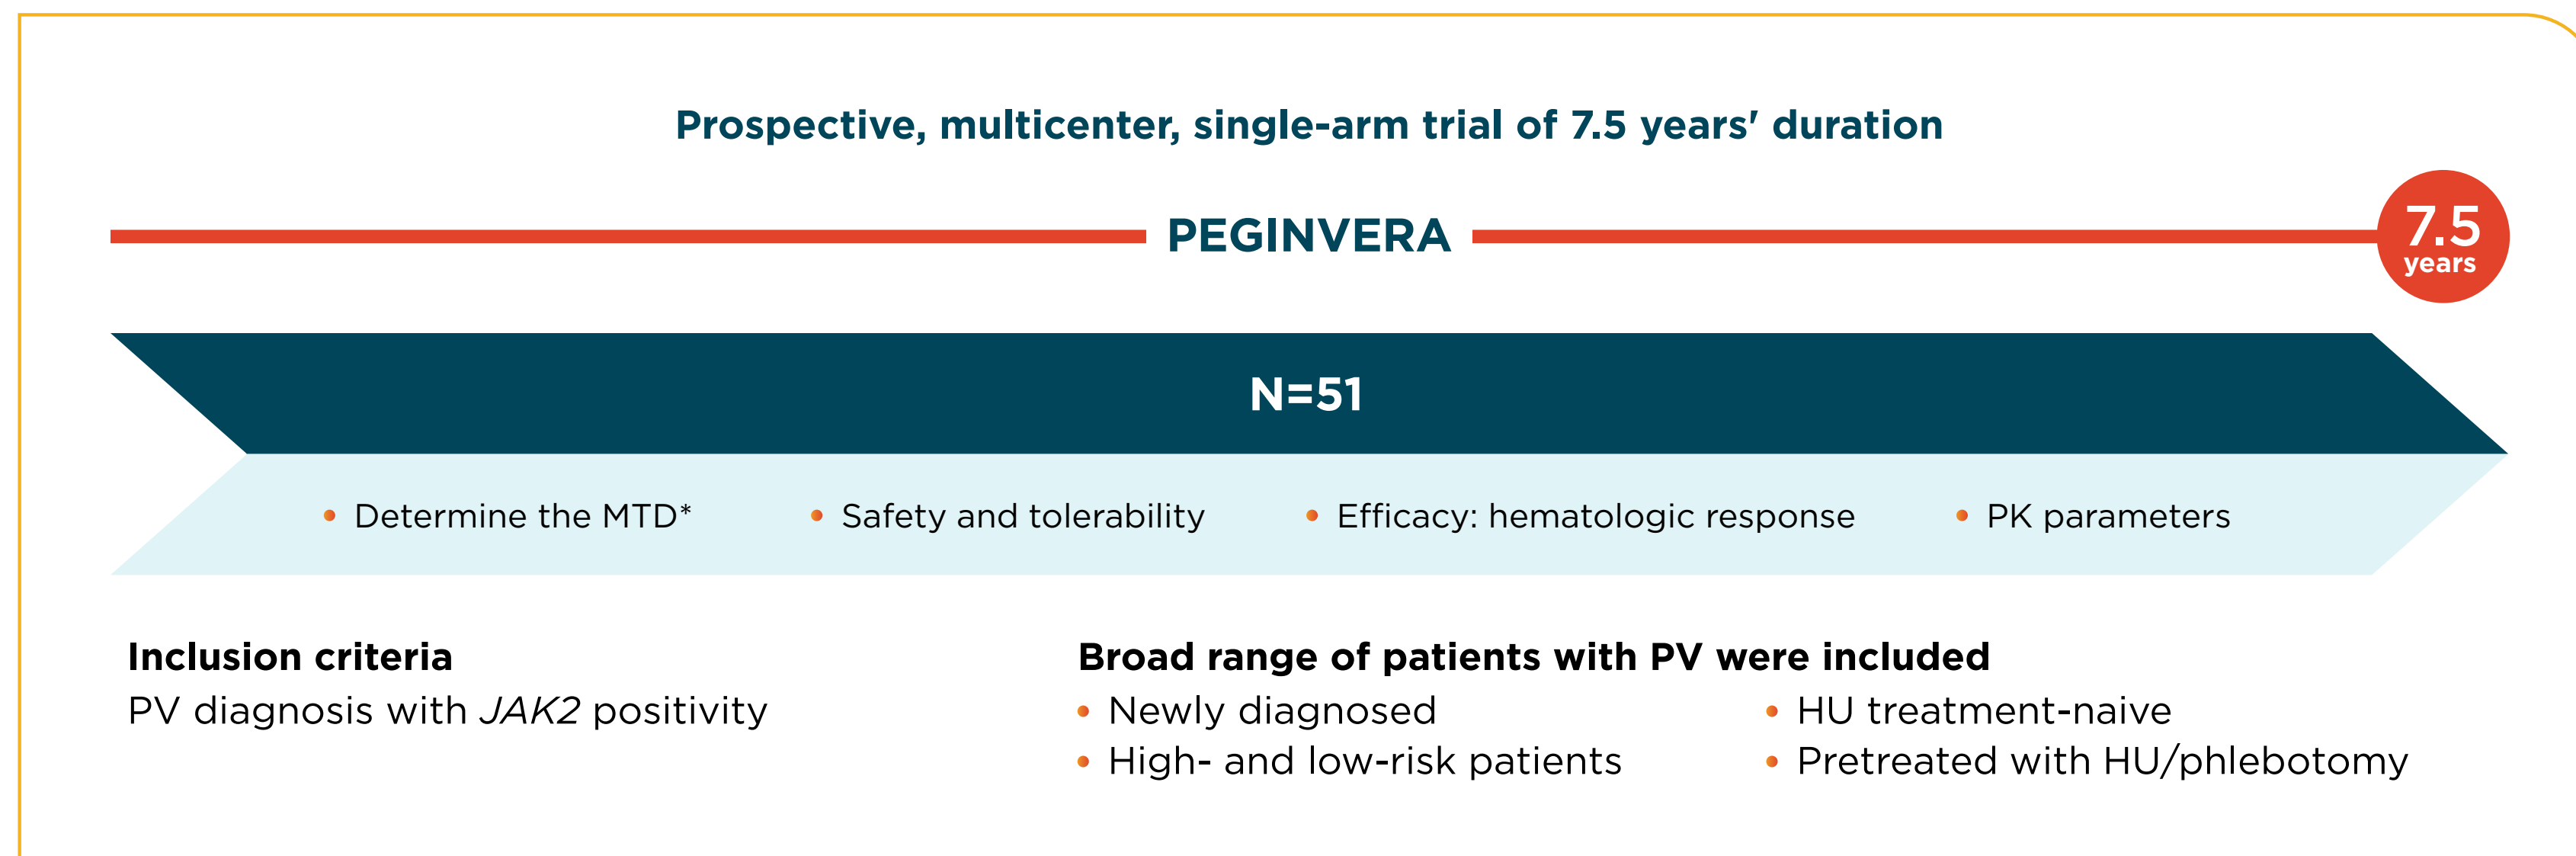 Prospective, multicenter, single-arm trial of 7.5 years' duration
PEGINVERA
7.5
years
N=51
• Determine the MTD*
• Safety and tolerability
• Efficacy: hematologic response
• PK parameters
Inclusion criteria
PV diagnosis with JAK2 positivity
Broad range of patients with PV were included
• Newly diagnosed
• High- and low-risk patients
• HU treatment-naive
• Pretreated with HU/phlebotomy